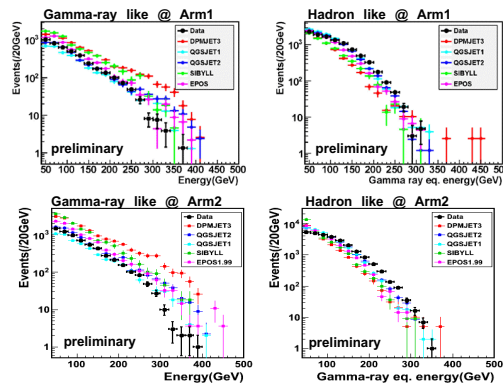 Gamma-ray like @ Arm1
Events(/20GeV)
10³
10²
10
1
Data
DPMJET3
QGSJET1
QGSJET2
SIBYLL
EPOS
preliminary
50 100 150 200 250 300 350 400 450 500
Energy(GeV)
Hadron like @ Arm1
Events(/20GeV)
10³
10²
10
1
Data
DPMJET3
QGSJET1
QGSJET2
SIBYLL
EPOS
preliminary
50 100 150 200 250 300 350 400 450 500
Gamma ray eq. energy(GeV)
Gamma-ray like @ Arm2
Events(/20GeV)
10³
10²
10
1
Data
DPMJET3
QGSJET2
QGSJET1
SIBYLL
EPOS1.99
preliminary
0 100 200 300 400 500
Energy(GeV)
Hadron like @ Arm2
Events(/20GeV)
10⁴
10³
10²
10
1
Data
DPMJET3
QGSJET2
QGSJET1
SIBYLL
EPOS1.99
preliminary
100 200 300 400 500
Gamma-ray eq. energy(GeV)